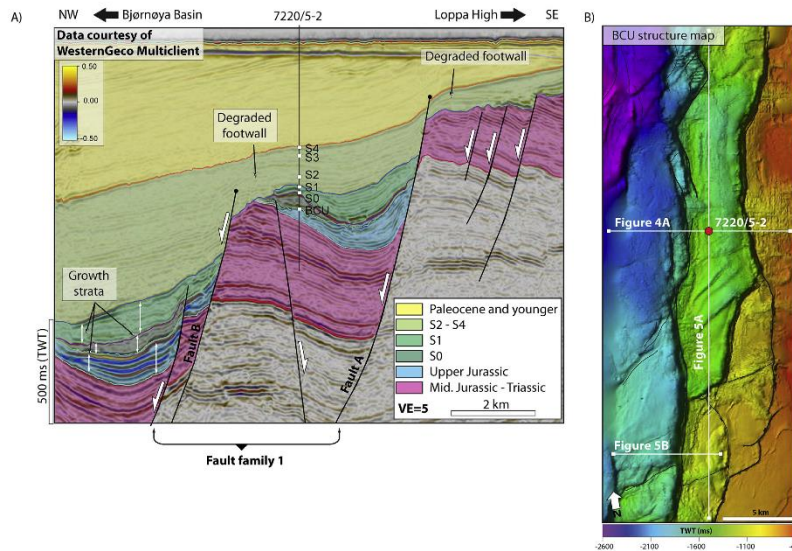 A)
NW
Bjørnøya Basin
7220/5-2
Loppa High
SE
Data courtesy of
WesternGeco Multiclient
0.50
0.00
-0.50
Degraded
footwall
Degraded footwall
S4
S3
S2
S1
S0
BCU
Growth
strata
500 ms (TWT)
Fault B
Fault A
Paleocene and younger
S2 - S4
S1
S0
Upper Jurassic
Mid. Jurassic - Triassic
VE=5
2 km
Fault family 1
B)
BCU structure map
Figure 4A
7220/5-2
Figure 5A
Figure 5B
N
5 km
TWT (ms)
-2600
-2100
-1600
-1100